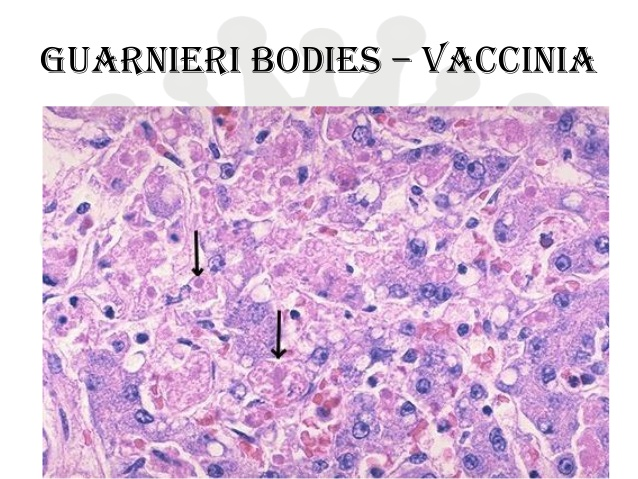 GUARNIERI BODIES – VACCINIA